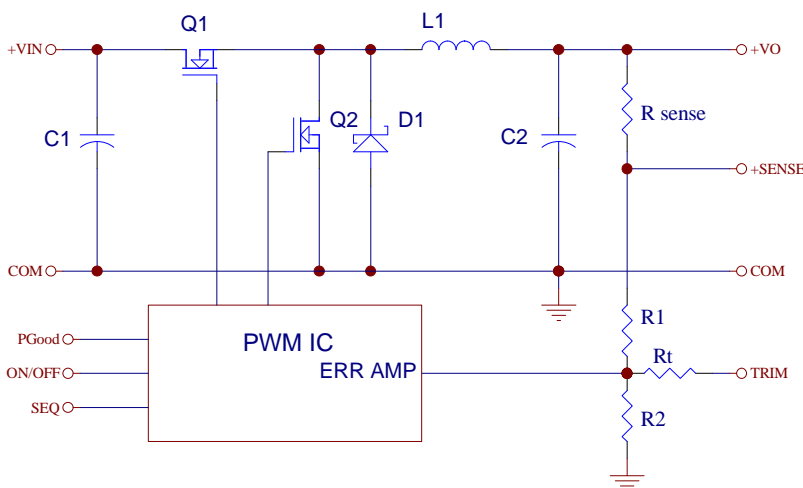 Q1
L1
+VIN
+VO
C1
Q2
D1
C2
R sense
+SENSE
COM
COM
PWM IC
R1
PGood
ERR AMP
Rt
ON/OFF
TRIM
SEQ
R2